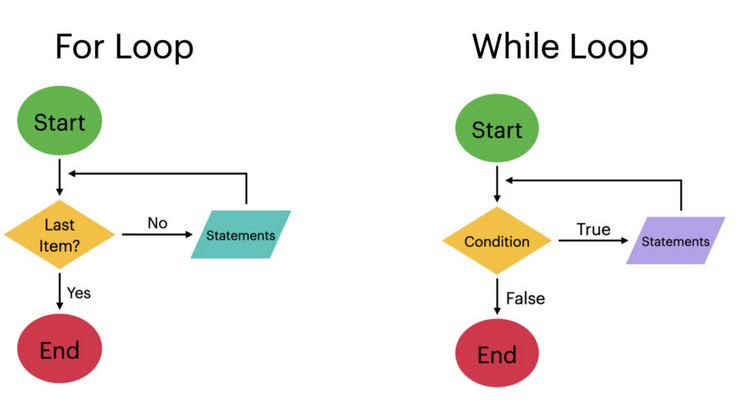 For Loop
Start
Last
Item?
No
Statements
Yes
End
While Loop
Start
Condition
True
Statements
False
End